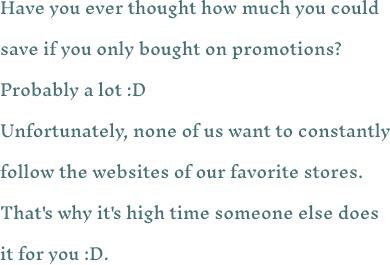 Have you ever thought how much you could
save if you only bought on promotions?
Probably a lot :D
Unfortunately, none of us want to constantly
follow the websites of our favorite stores.
That's why it's high time someone else does
it for you :D.